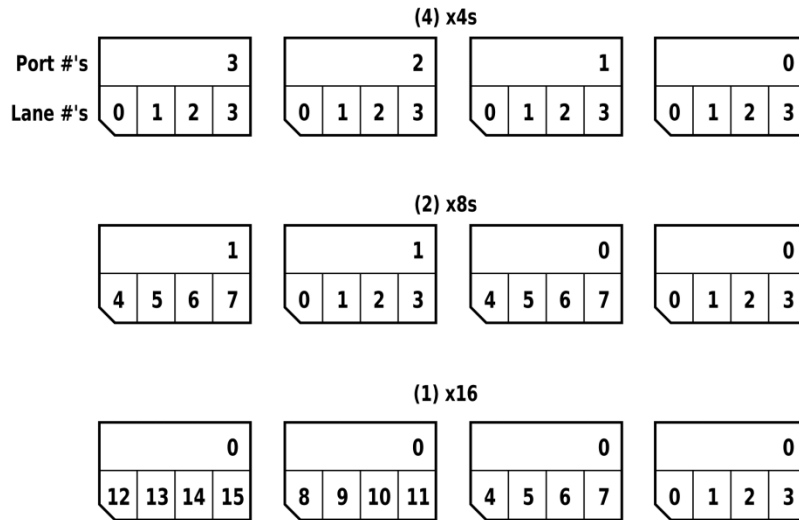 (4) x4s
Port #'s 3 2 1 0
Lane #'s 0 1 2 3 0 1 2 3 0 1 2 3 0 1 2 3
(2) x8s
1 1 0 0
4 5 6 7 0 1 2 3 4 5 6 7 0 1 2 3
(1) x16
0 0 0 0
12 13 14 15 8 9 10 11 4 5 6 7 0 1 2 3